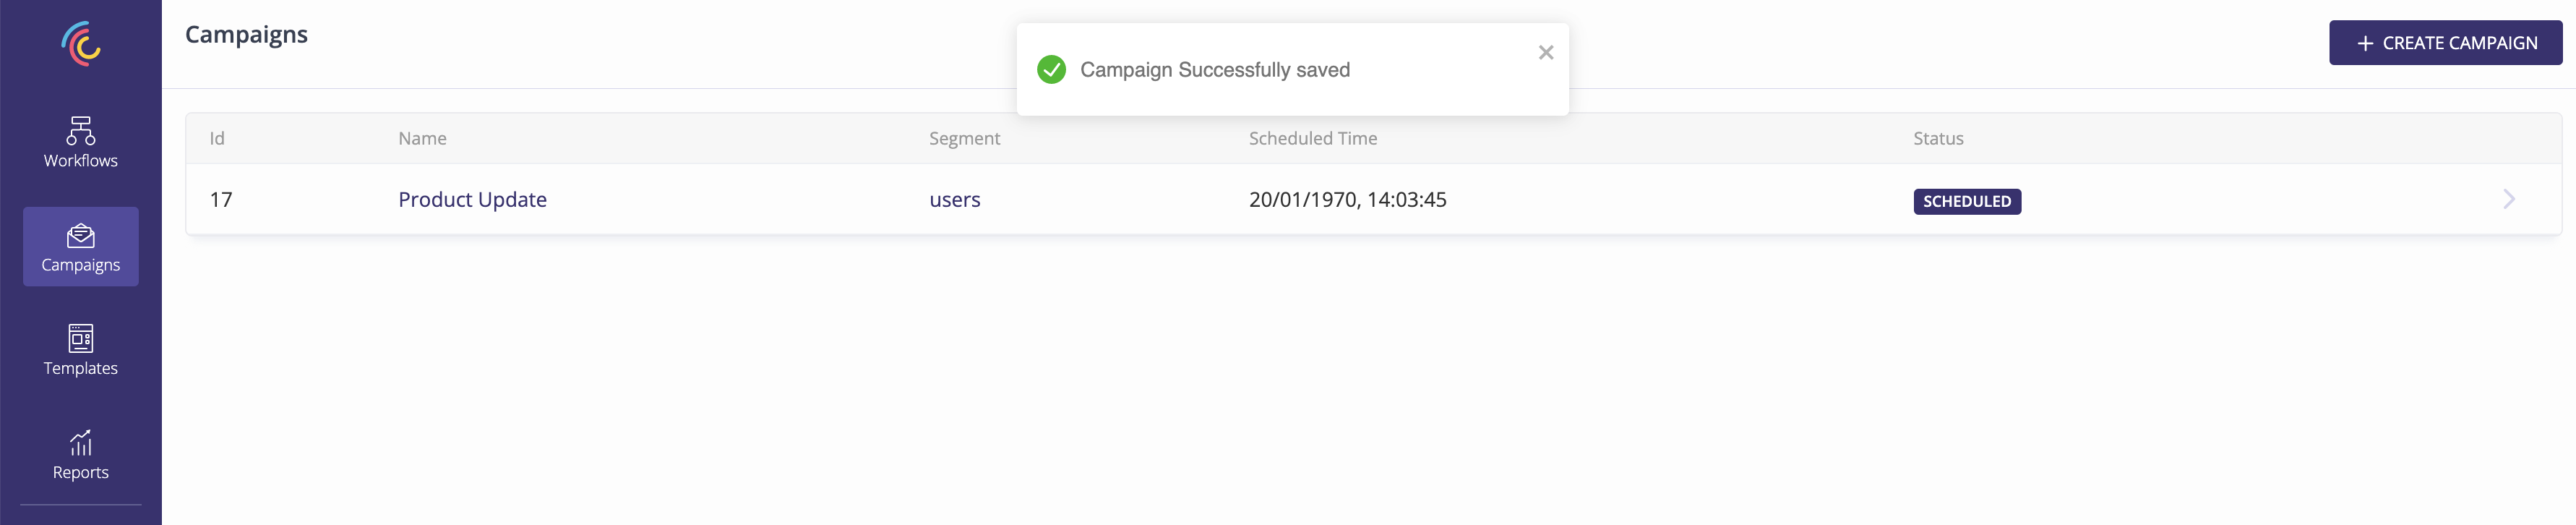 Campaigns
Campaign Successfully saved
CREATE CAMPAIGN
Workflows
Campaigns
Templates
Reports
Id Name Segment Scheduled Time Status
17 Product Update users 20/01/1970, 14:03:45 SCHEDULED